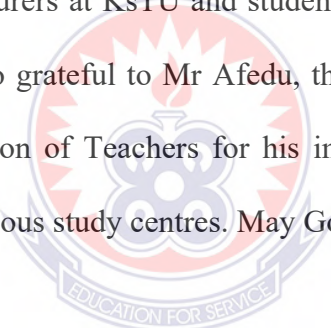 urers at KsTU and studen
o grateful to Mr Afedu, th
on of Teachers for his in
ous study centres. May Go
EDUCATION FOR SERVICE